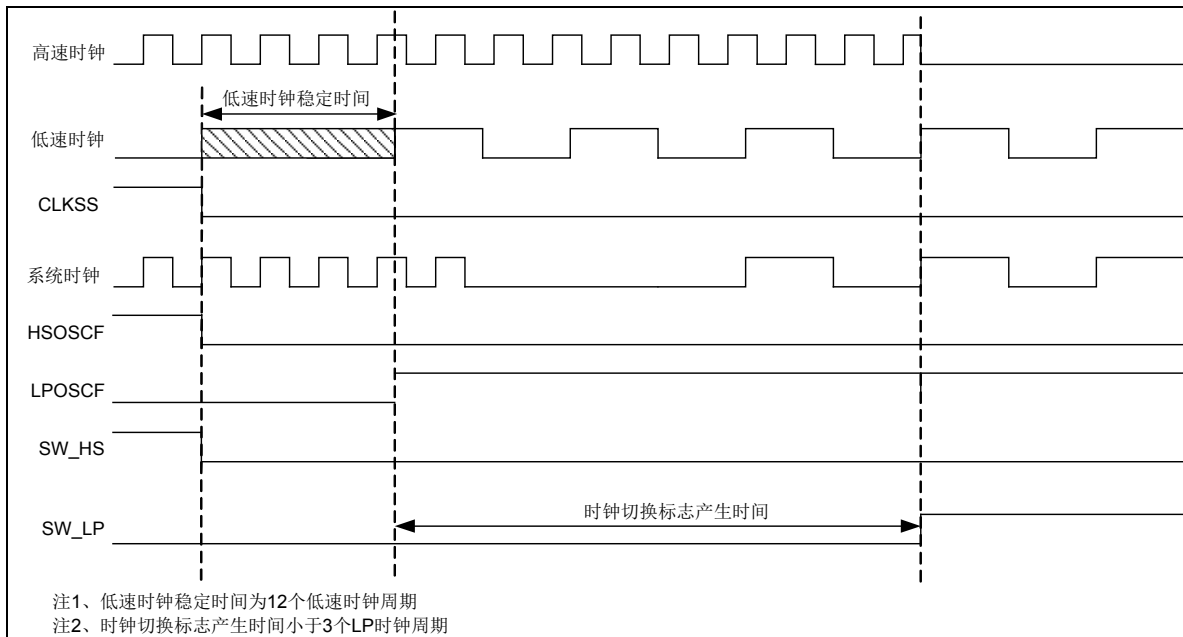 高速时钟
低速时钟稳定时间
低速时钟
CLKSS
系统时钟
HSOSCF
LPOSCF
SW_HS
时钟切换标志产生时间
SW_LP
注1、低速时钟稳定时间为12个低速时钟周期
注2、时钟切换标志产生时间小于3个LP时钟周期